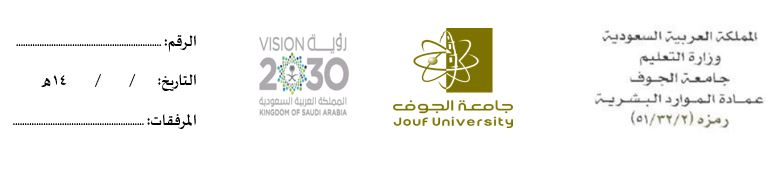 المملكة العربية السعودية
وزارة التعليم
جامعة الجوف
عمادة الموارد البشرية
رمزه (٥١/٣٢/٢)
جامعة الجوف
Jouf University
VISION رؤيـة
2030
المملكة العربية السعودية
KINGDOM OF SAUDI ARABIA
الرقم: ........................................
التاريخ: / / ١٤هـ
المرفقات: ....................................